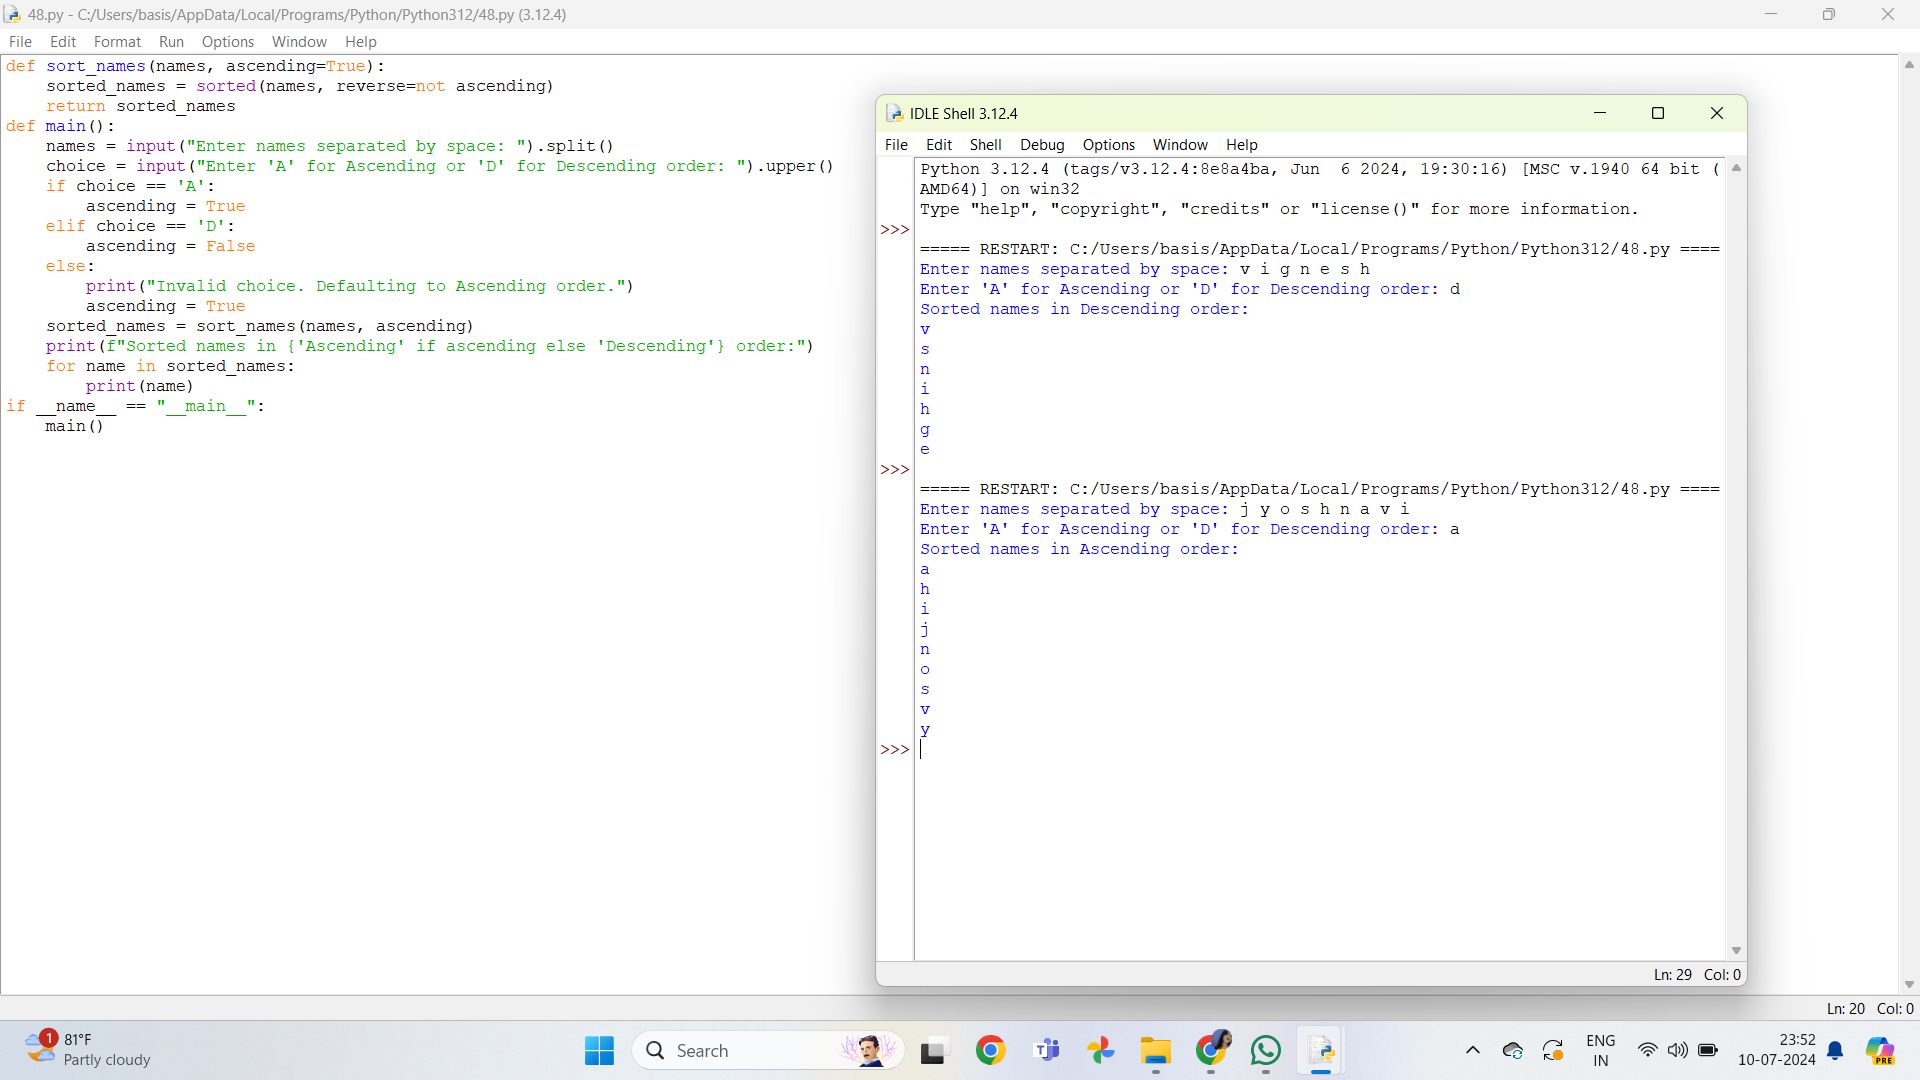 48.py - C:/Users/basis/AppData/Local/Programs/Python/Python312/48.py (3.12.4)
File Edit Format Run Options Window Help
def sort_names(names, ascending=True):
    sorted_names = sorted(names, reverse=not ascending)
    return sorted_names
def main():
    names = input("Enter names separated by space: ").split()
    choice = input("Enter 'A' for Ascending or 'D' for Descending order: ").upper()
    if choice == 'A':
        ascending = True
    elif choice == 'D':
        ascending = False
    else:
        print("Invalid choice. Defaulting to Ascending order.")
        ascending = True
    sorted_names = sort_names(names, ascending)
    print(f"Sorted names in {'Ascending' if ascending else 'Descending'} order:")
    for name in sorted_names:
        print(name)
if __name__ == "__main__":
    main()
IDLE Shell 3.12.4
File Edit Shell Debug Options Window Help
Python 3.12.4 (tags/v3.12.4:8e8a4ba, Jun  6 2024, 19:30:16) [MSC v.1940 64 bit (
AMD64)] on win32
Type "help", "copyright", "credits" or "license()" for more information.
>>>
===== RESTART: C:/Users/basis/AppData/Local/Programs/Python/Python312/48.py ====
Enter names separated by space: v i g n e s h
Enter 'A' for Ascending or 'D' for Descending order: d
Sorted names in Descending order:
v
s
n
i
h
g
e
>>>
===== RESTART: C:/Users/basis/AppData/Local/Programs/Python/Python312/48.py ====
Enter names separated by space: j y o s h n a v i
Enter 'A' for Ascending or 'D' for Descending order: a
Sorted names in Ascending order:
a
h
i
j
n
o
s
v
y
>>>
Ln: 29 Col: 0
Ln: 20 Col: 0
1
81°F
Partly cloudy
Search
ENG
IN
23:52
10-07-2024
PRE